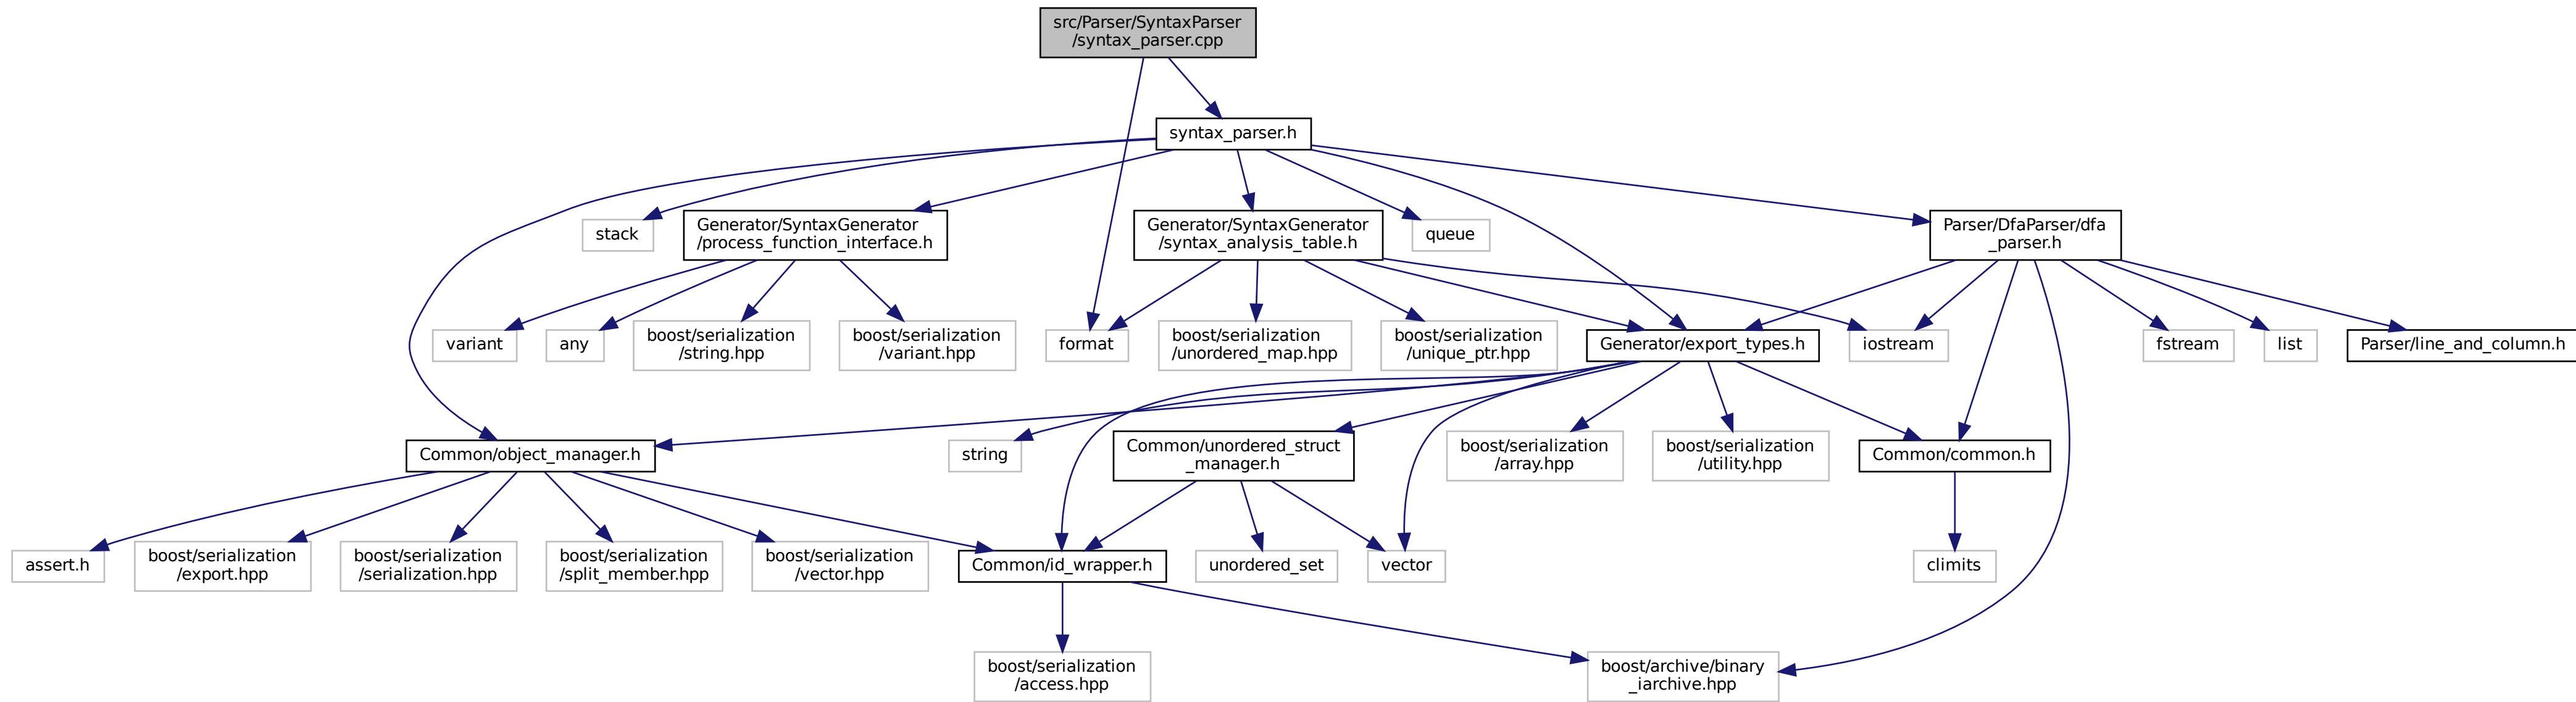 src/Parser/SyntaxParser
/syntax_parser.cpp
syntax_parser.h
stack
Generator/SyntaxGenerator
/process_function_interface.h
Generator/SyntaxGenerator
/syntax_analysis_table.h
queue
Parser/DfaParser/dfa
_parser.h
variant
any
boost/serialization
/string.hpp
boost/serialization
/variant.hpp
format
boost/serialization
/unordered_map.hpp
boost/serialization
/unique_ptr.hpp
Generator/export_types.h
iostream
fstream
list
Parser/line_and_column.h
Common/object_manager.h
string
Common/unordered_struct
_manager.h
boost/serialization
/array.hpp
boost/serialization
/utility.hpp
Common/common.h
assert.h
boost/serialization
/export.hpp
boost/serialization
/serialization.hpp
boost/serialization
/split_member.hpp
boost/serialization
/vector.hpp
Common/id_wrapper.h
unordered_set
vector
climits
boost/serialization
/access.hpp
boost/archive/binary
_iarchive.hpp